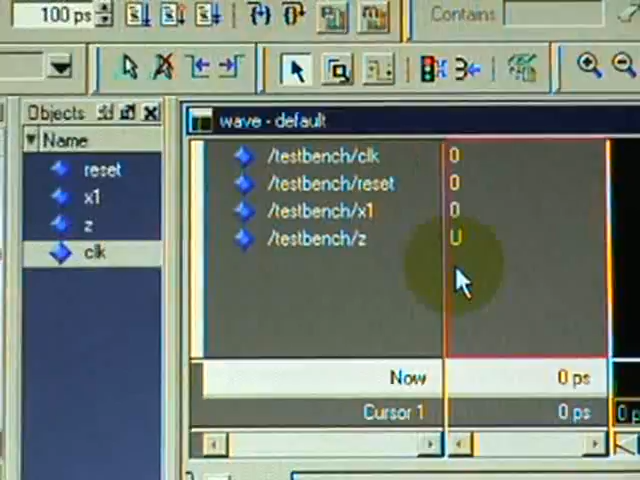 100 ps
Contains
Objects
wave - default
Name
/testbench/clk 0
reset
/testbench/reset 0
x1
/testbench/x1 0
z
/testbench/z U
clk
Now 0 ps
Cursor 1 0 ps
0 p